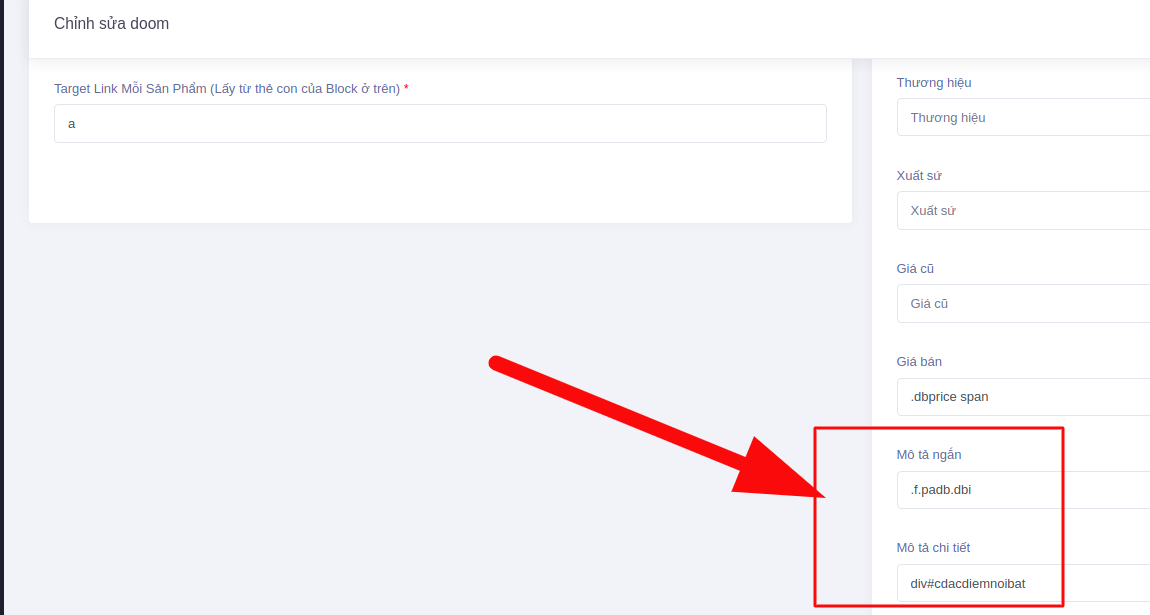 Chỉnh sửa doom
Target Link Mỗi Sản Phẩm (Lấy từ thẻ con của Block ở trên) *
a
Thương hiệu
Thương hiệu
Xuất sứ
Xuất sứ
Giá cũ
Giá cũ
Giá bán
.dbprice span
Mô tả ngắn
.f.padb.dbi
Mô tả chi tiết
div#cdacdiemnoibat